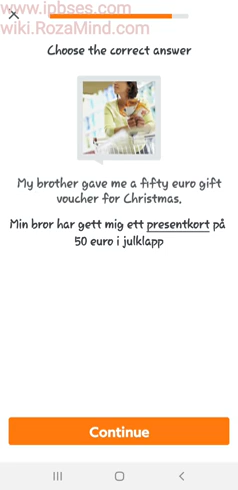 www.ipbses.com
wiki.RozaMind.com
Choose the correct answer
My brother gave me a fifty euro gift
voucher for Christmas.
Min bror har gett mig ett presentkort på
50 euro i julklapp
Continue